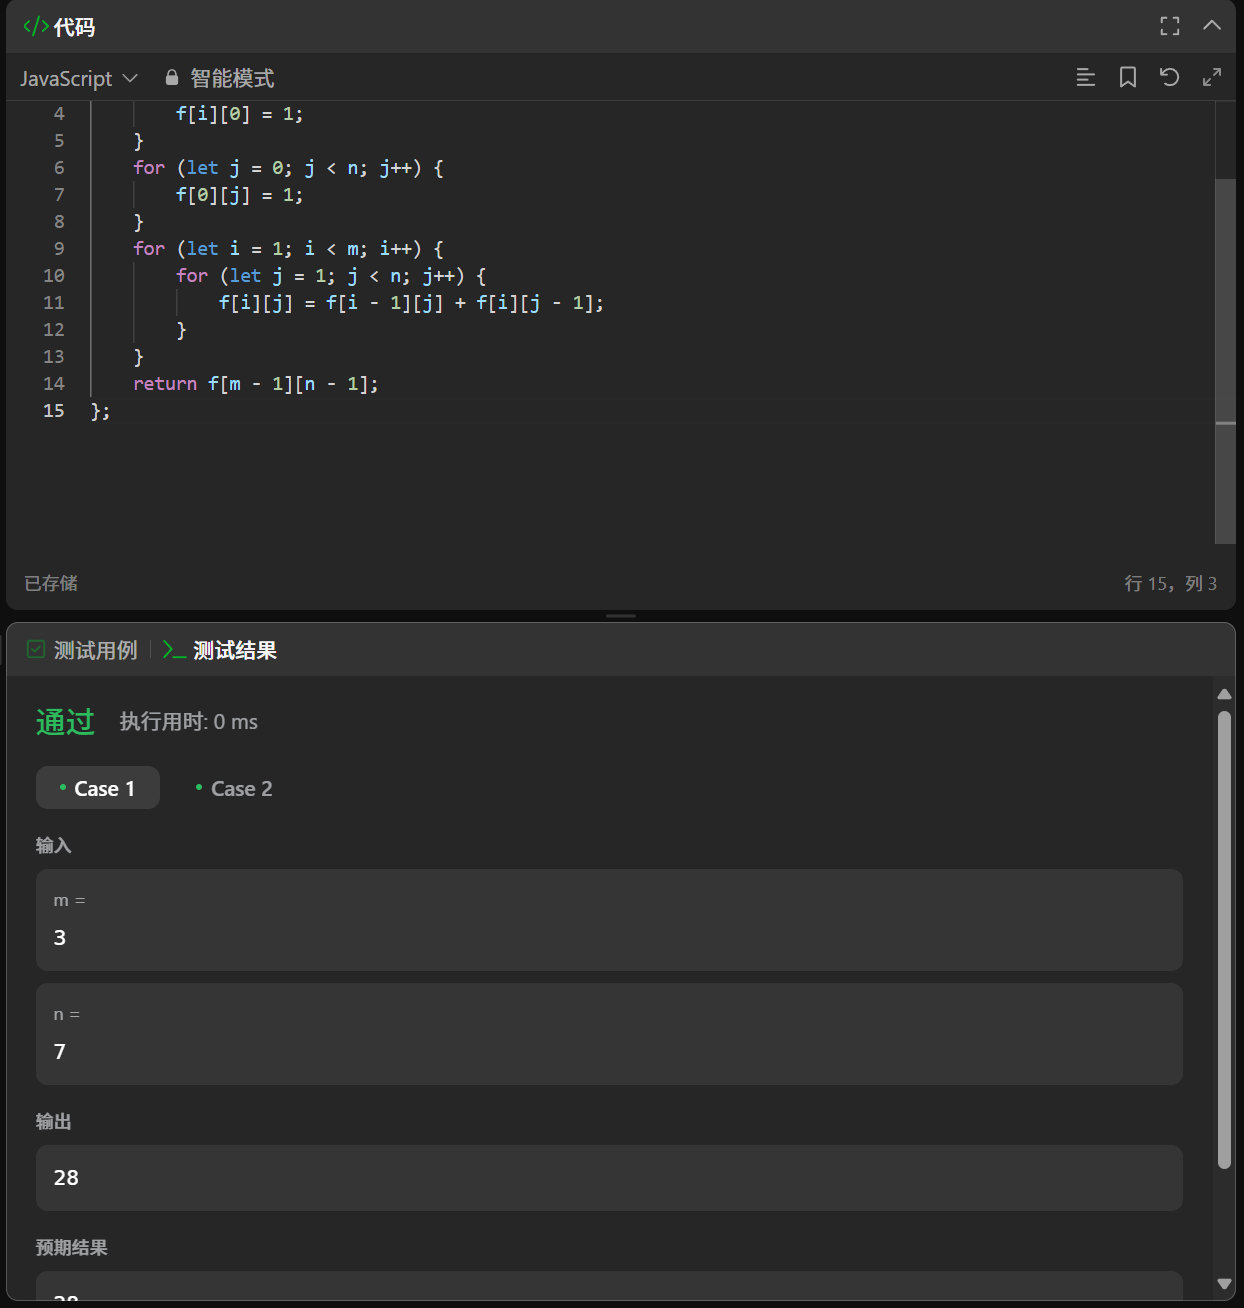 </> 代码
JavaScript 智能模式
4 f[i][0] = 1;
5 }
6 for (let j = 0; j < n; j++) {
7 f[0][j] = 1;
8 }
9 for (let i = 1; i < m; i++) {
10 for (let j = 1; j < n; j++) {
11 f[i][j] = f[i - 1][j] + f[i][j - 1];
12 }
13 }
14 return f[m - 1][n - 1];
15 };
已存储 行 15，列 3
测试用例 测试结果
通过 执行用时: 0 ms
Case 1 Case 2
输入
m =
3
n =
7
输出
28
预期结果